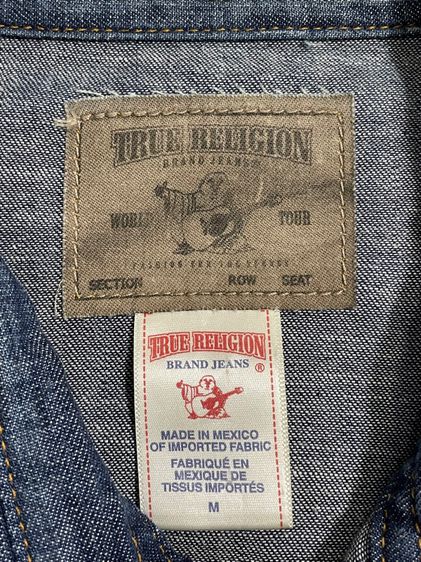 TRUE RELIGION
BRAND JEANS
WORLD TOUR
SECTION ROW SEAT
TRUE RELIGION
BRAND JEANS ®
MADE IN MEXICO
OF IMPORTED FABRIC
FABRIQUÉ EN
MEXIQUE DE
TISSUS IMPORTÉS
M